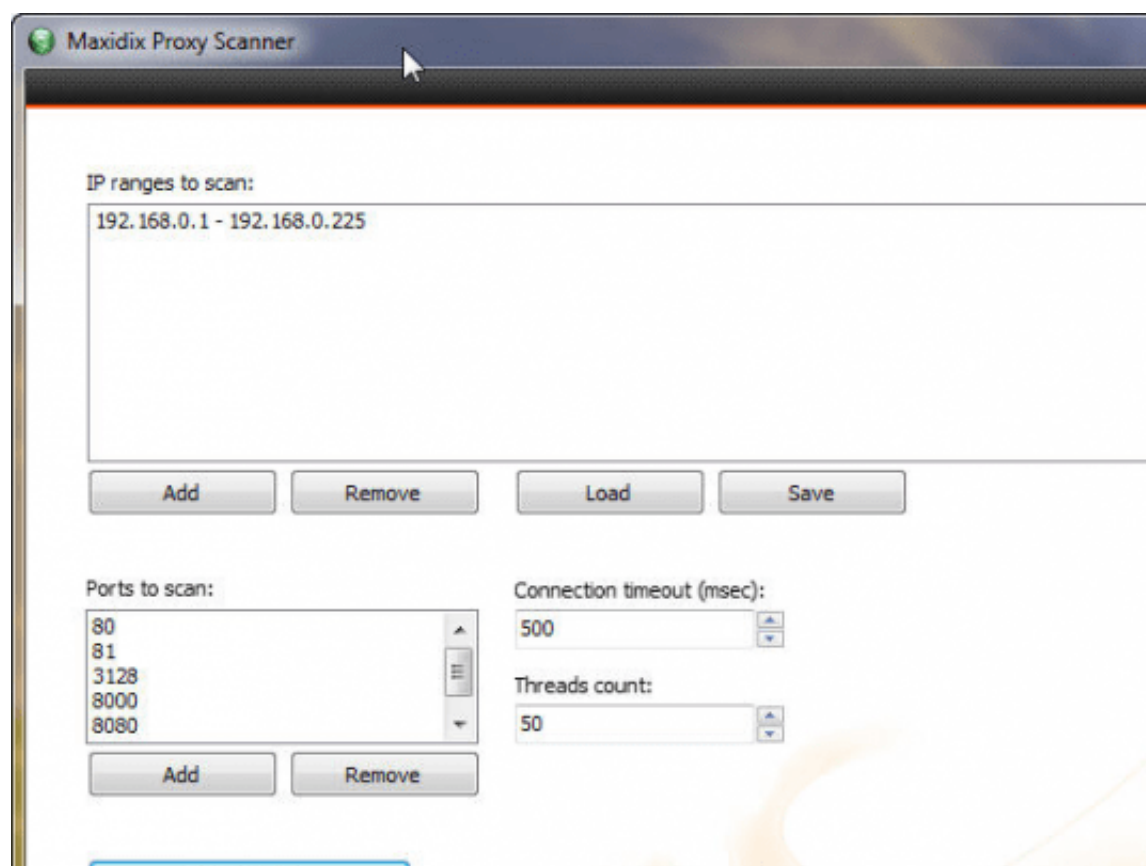 Maxidix Proxy Scanner
IP ranges to scan:
192.168.0.1 - 192.168.0.225
Add Remove Load Save
Ports to scan:
Connection timeout (msec):
80
500
81
3128
Threads count:
8000
50
8080
Add Remove